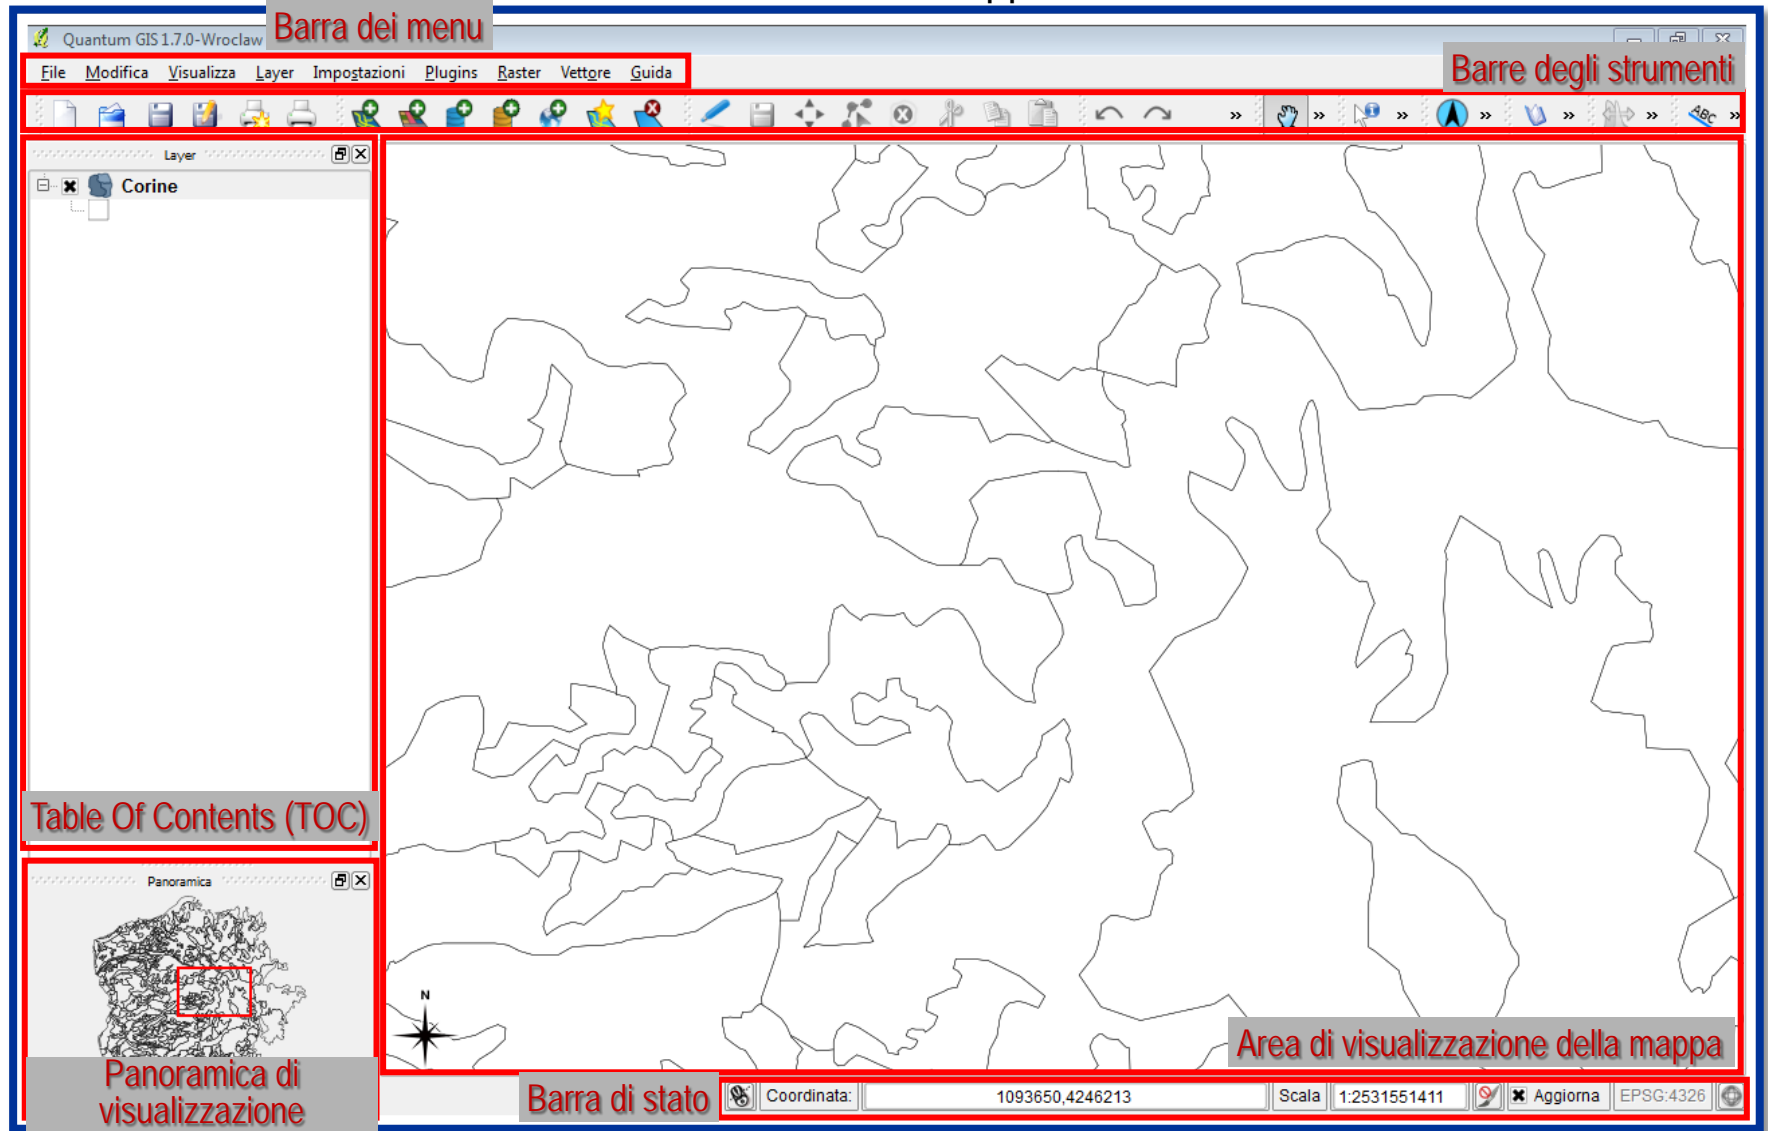 Quantum GIS 1.7.0-Wroclaw
Barra dei menu
File Modifica Visualizza Layer Impostazioni Plugins Raster Vettore Guida
Barre degli strumenti
» » » » » » ABC »
Layer
Corine
Table Of Contents (TOC)
Panoramica
N
Panoramica di
visualizzazione
Area di visualizzazione della mappa
Barra di stato
Coordinata: 1093650,4246213 Scala 1:2531551411 Aggiorna EPSG:4326